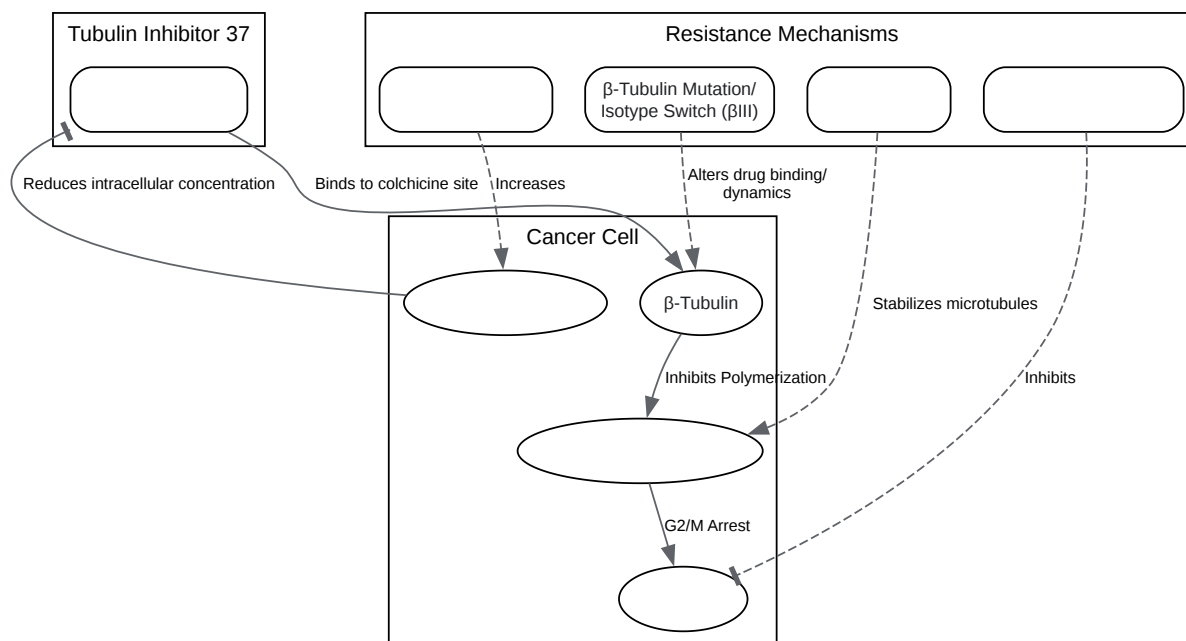 Tubulin Inhibitor 37
Resistance Mechanisms
β-Tubulin Mutation/
Isotype Switch (βIII)
Reduces intracellular concentration
Binds to colchicine site
Increases
Alters drug binding/
dynamics
Cancer Cell
β-Tubulin
Stabilizes microtubules
Inhibits Polymerization
Inhibits
G2/M Arrest